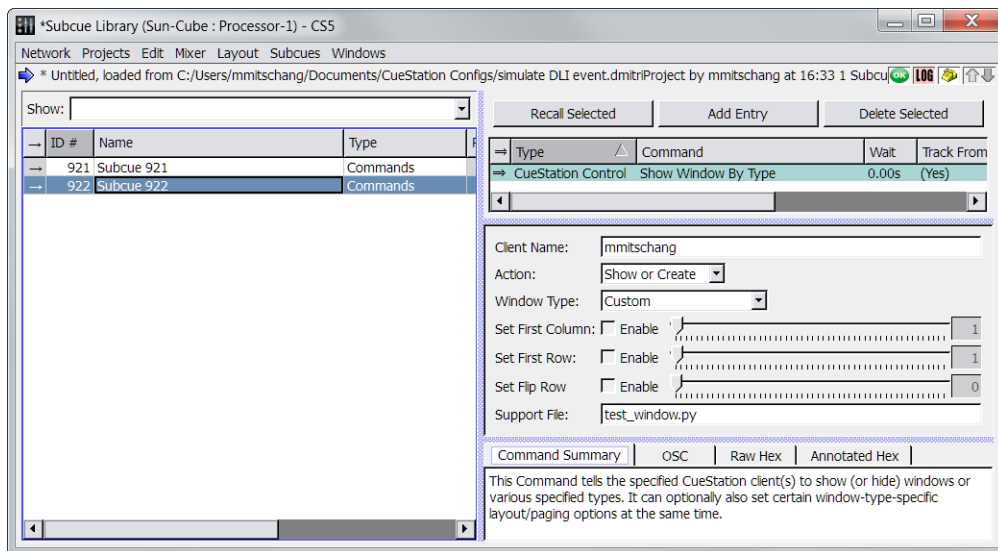 *Subcue Library (Sun-Cube : Processor-1) - CS5
Network Projects Edit Mixer Layout Subcues Windows
* Untitled, loaded from C:/Users/mmitschang/Documents/CueStation Configs/simulate DLI event.dmitriProject by mmitschang at 16:33 1 Subcu
OK LOG
Show:
Recall Selected Add Entry Delete Selected
→ ID # Name Type
→ 921 Subcue 921 Commands
→ 922 Subcue 922 Commands
⇒ Type Command Wait Track From
⇒ CueStation Control Show Window By Type 0.00s (Yes)
Client Name: mmitschang
Action: Show or Create
Window Type: Custom
Set First Column: Enable 1
Set First Row: Enable 1
Set Flip Row Enable 0
Support File: test_window.py
Command Summary OSC Raw Hex Annotated Hex
This Command tells the specified CueStation client(s) to show (or hide) windows or
various specified types. It can optionally also set certain window-type-specific
layout/paging options at the same time.